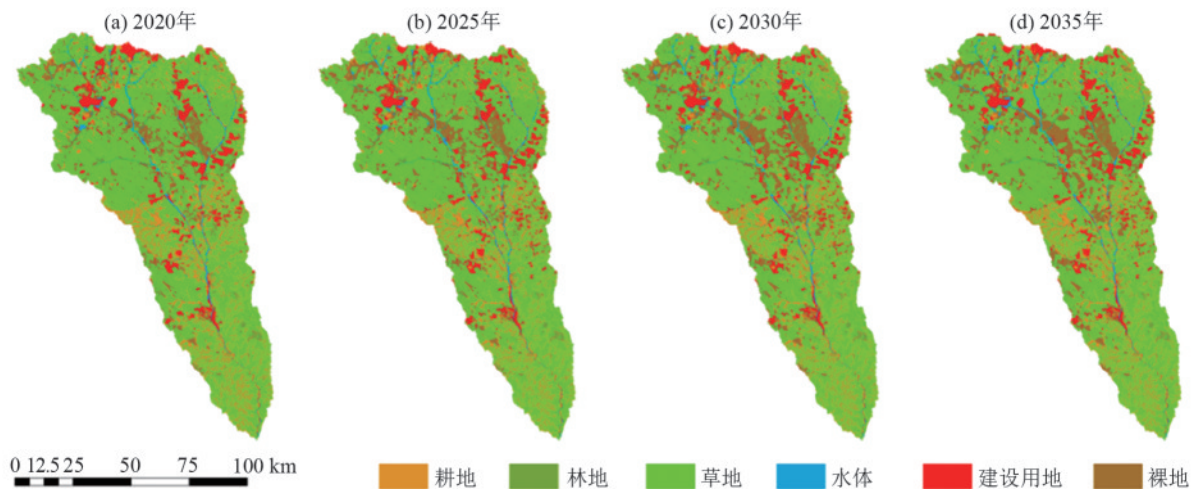 (a) 2020年 (b) 2025年 (c) 2030年 (d) 2035年
0 12.5 25 50 75 100 km
耕地 林地 草地 水体 建设用地 裸地